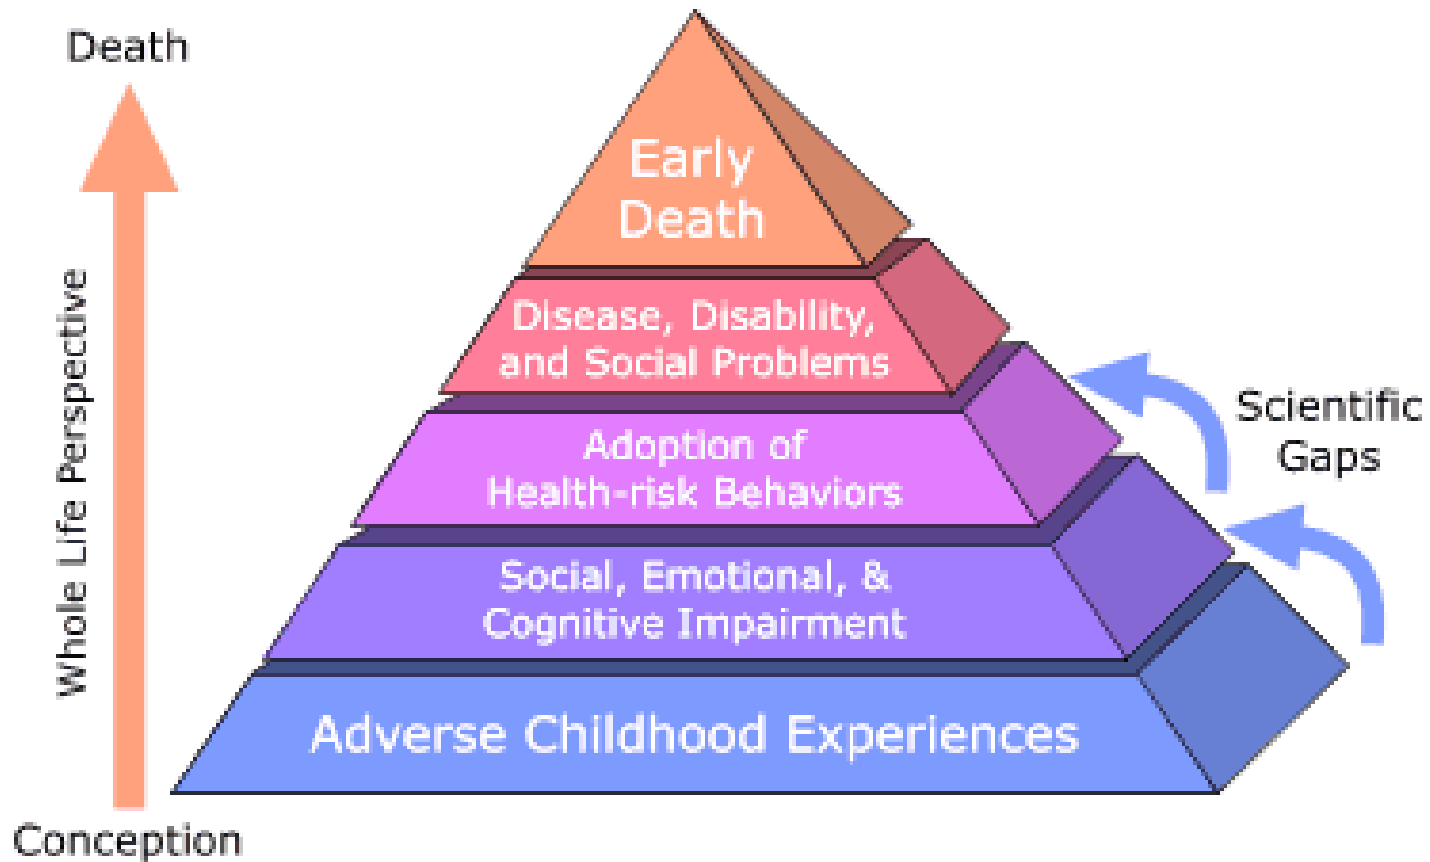 Death
Whole Life Perspective
Conception
Early
Death
Disease, Disability,
and Social Problems
Adoption of
Health-risk Behaviors
Social, Emotional, &
Cognitive Impairment
Adverse Childhood Experiences
Scientific
Gaps